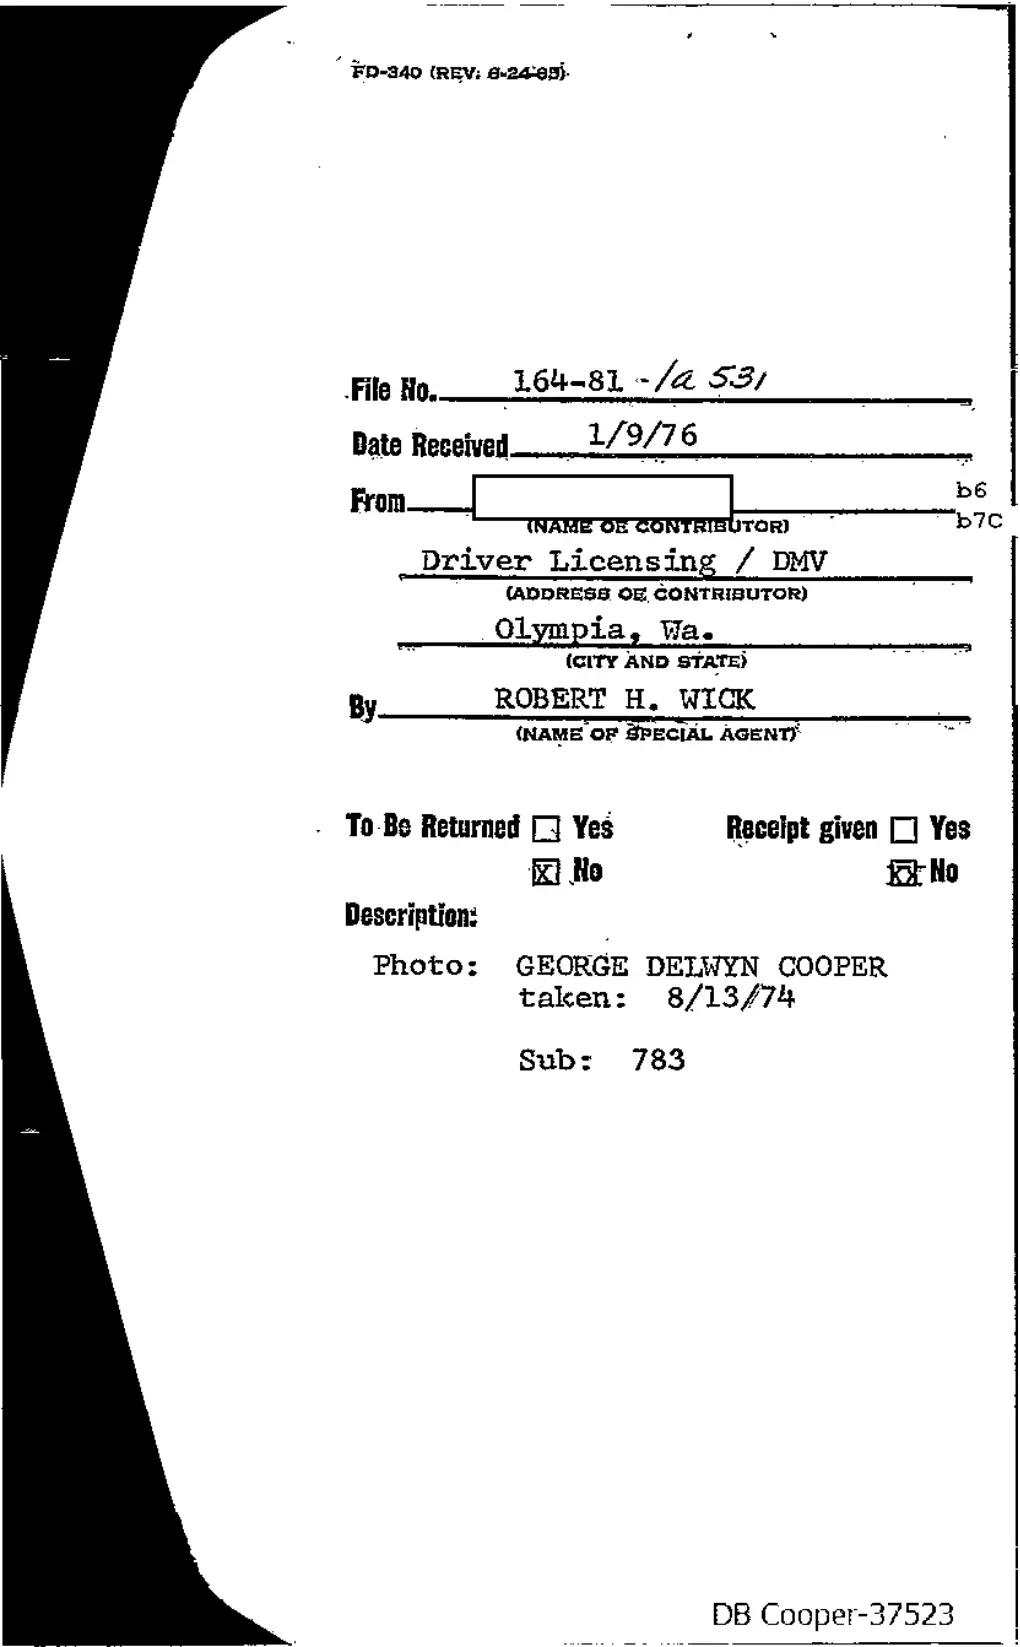 FD-340 (REV. 6-24-65)
File No. 164-81 -1a 531
Date Received 1/9/76
From b6
b7C
(NAME OF CONTRIBUTOR)
Driver Licensing / DMV
(ADDRESS OF CONTRIBUTOR)
Olympia, Wa.
(CITY AND STATE)
By ROBERT H. WICK
(NAME OF SPECIAL AGENT)
To Be Returned ☐ Yes Receipt given ☐ Yes
☒ No ☒ No
Description:
Photo: GEORGE DELWYN COOPER
taken: 8/13/74
Sub: 783
DB Cooper-37523